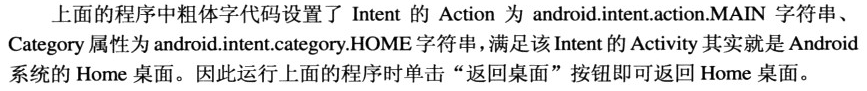 上面的程序中粗体字代码设置了 Intent 的 Action 为 android.intent.action.MAIN 字符串、
Category 属性为 android.intent.category.HOME 字符串，满足该 Intent 的 Activity 其实就是 Android
系统的 Home 桌面。因此运行上面的程序时单击“返回桌面”按钮即可返回 Home 桌面。